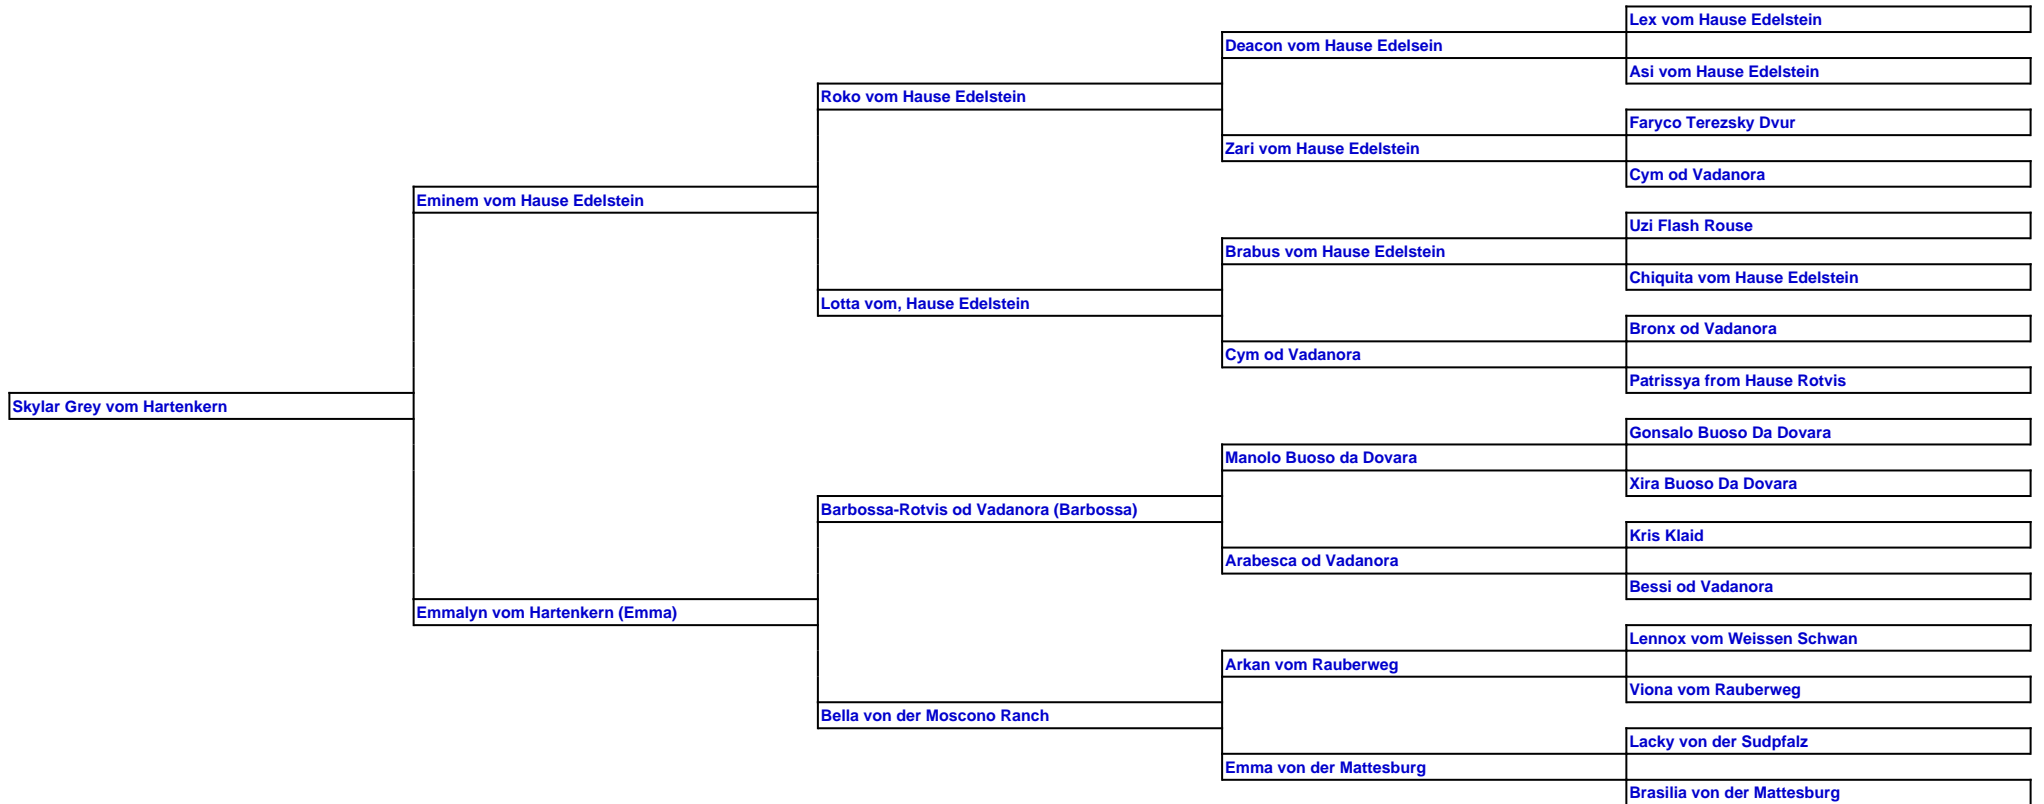 Lex vom Hause Edelstein
Deacon vom Hause Edelsein
Asi vom Hause Edelstein
Roko vom Hause Edelstein
Faryco Terezsky Dvur
Zari vom Hause Edelstein
Cym od Vadanora
Eminem vom Hause Edelstein
Uzi Flash Rouse
Brabus vom Hause Edelstein
Chiquita vom Hause Edelstein
Lotta vom, Hause Edelstein
Bronx od Vadanora
Cym od Vadanora
Patrissya from Hause Rotvis
Skylar Grey vom Hartenkern
Gonsalo Buoso Da Dovara
Manolo Buoso da Dovara
Xira Buoso Da Dovara
Barbossa-Rotvis od Vadanora (Barbossa)
Kris Klaid
Arabesca od Vadanora
Bessi od Vadanora
Emmalyn vom Hartenkern (Emma)
Lennox vom Weissen Schwan
Arkan vom Rauberweg
Viona vom Rauberweg
Bella von der Moscono Ranch
Lacky von der Sudpfalz
Emma von der Mattesburg
Brasilia von der Mattesburg